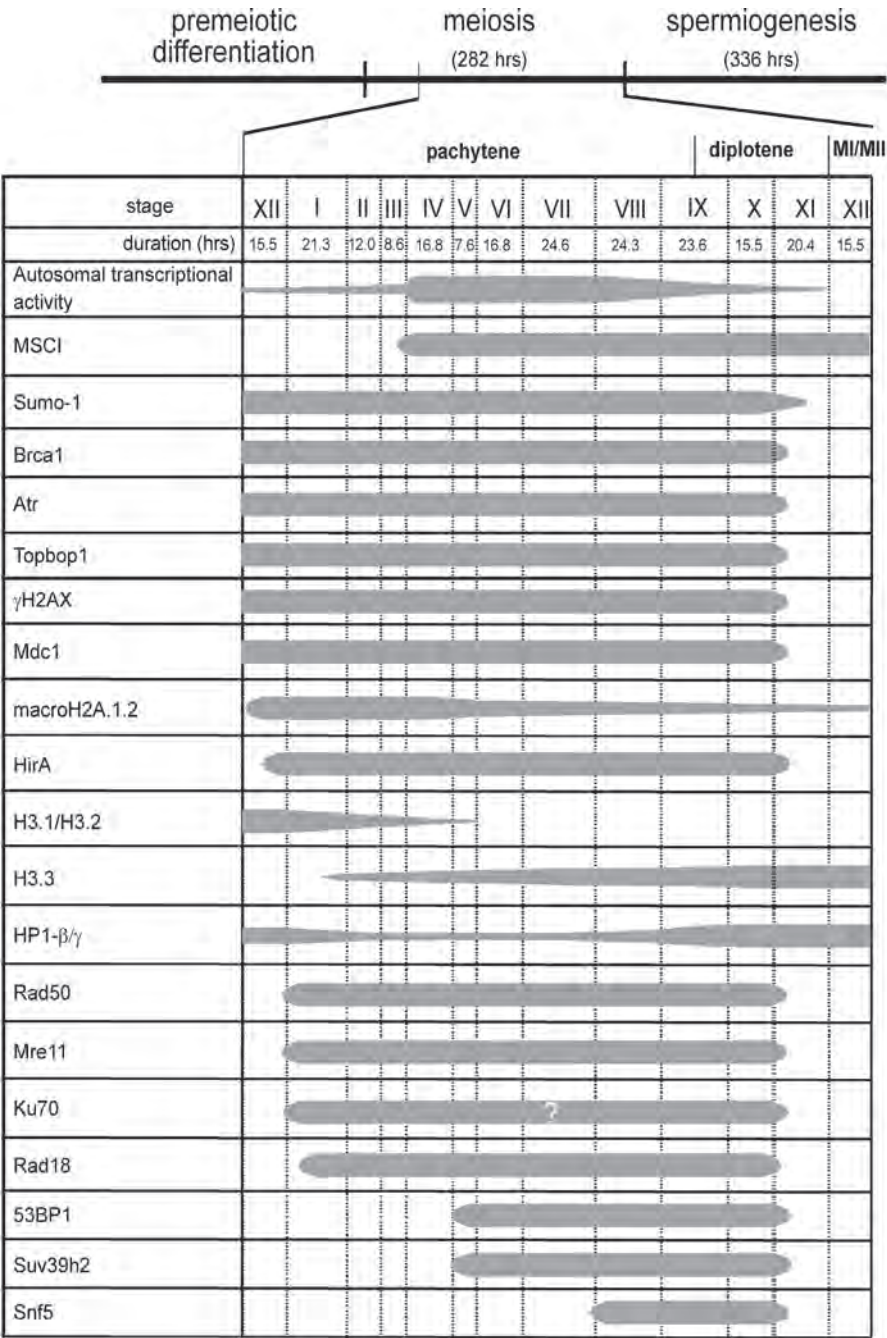 premeiotic differentiation
meiosis
(282 hrs)
spermiogenesis
(336 hrs)
pachytene diplotene MI/MII
stage XII I II III IV V VI VII VIII IX X XI XII
duration (hrs) 15.5 21.3 12.0 8.6 16.8 7.6 16.8 24.6 24.3 23.6 15.5 20.4 15.5
Autosomal transcriptional
activity
MSCI
Sumo-1
Brca1
Atr
Topbop1
γH2AX
Mdc1
macroH2A.1.2
HirA
H3.1/H3.2
H3.3
HP1-β/γ
Rad50
Mre11
Ku70 ?
Rad18
53BP1
Suv39h2
Snf5